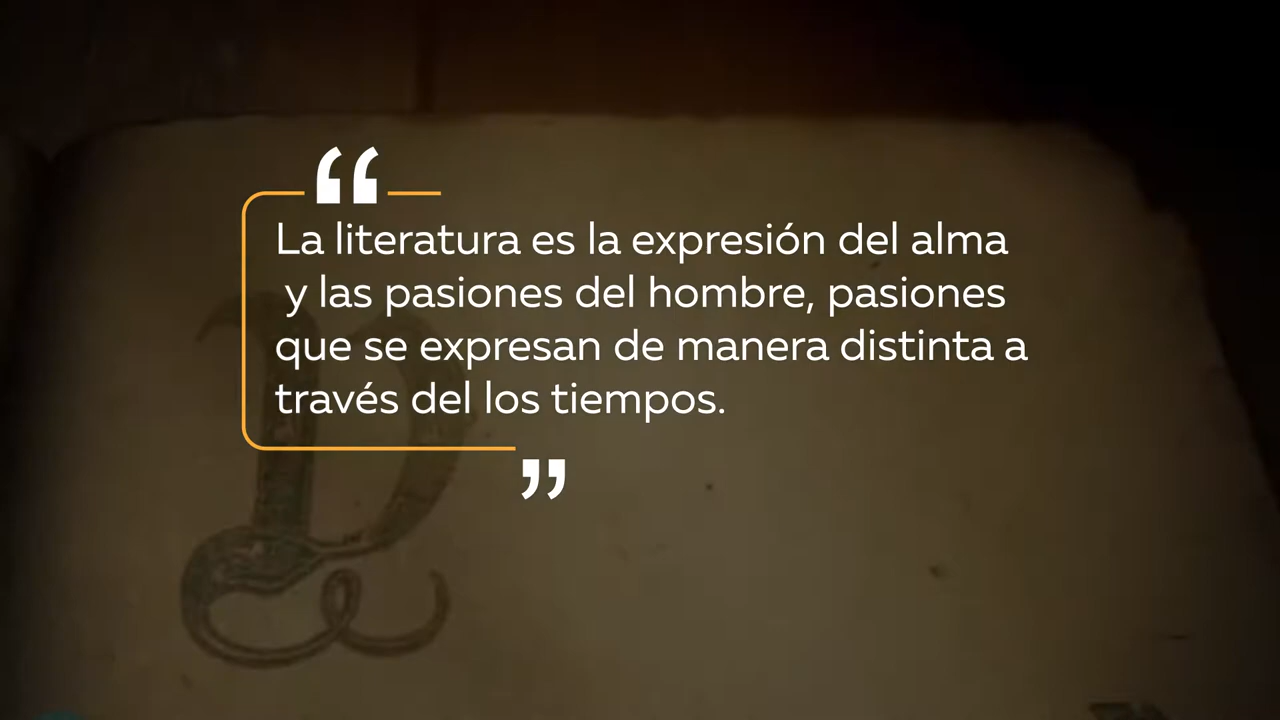 “
La literatura es la expresión del alma
y las pasiones del hombre, pasiones
que se expresan de manera distinta a
través del los tiempos.
”